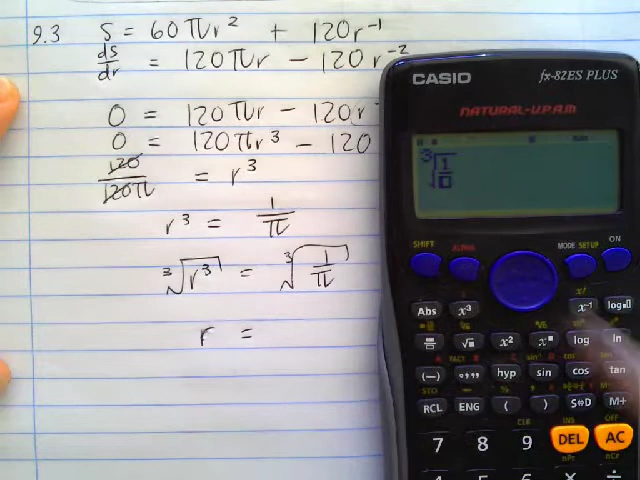 9.3 S = 60πr² + 120r⁻¹
ds/dr = 120πr - 120r⁻²
0 = 120πr - 120r⁻
0 = 120πr³ - 120
120/120π = r³
r³ = 1/π
∛r³ = ∛1/π
r =
CASIO fx-82ES PLUS
NATURAL-V.P.A.M.
∛1/□
SHIFT ALPHA MODE SETUP ON
Abs x³ x⁻¹ log
x² log ln
(−) hyp sin cos tan
RCL ENG ( ) S⇔D M+
7 8 9 DEL AC